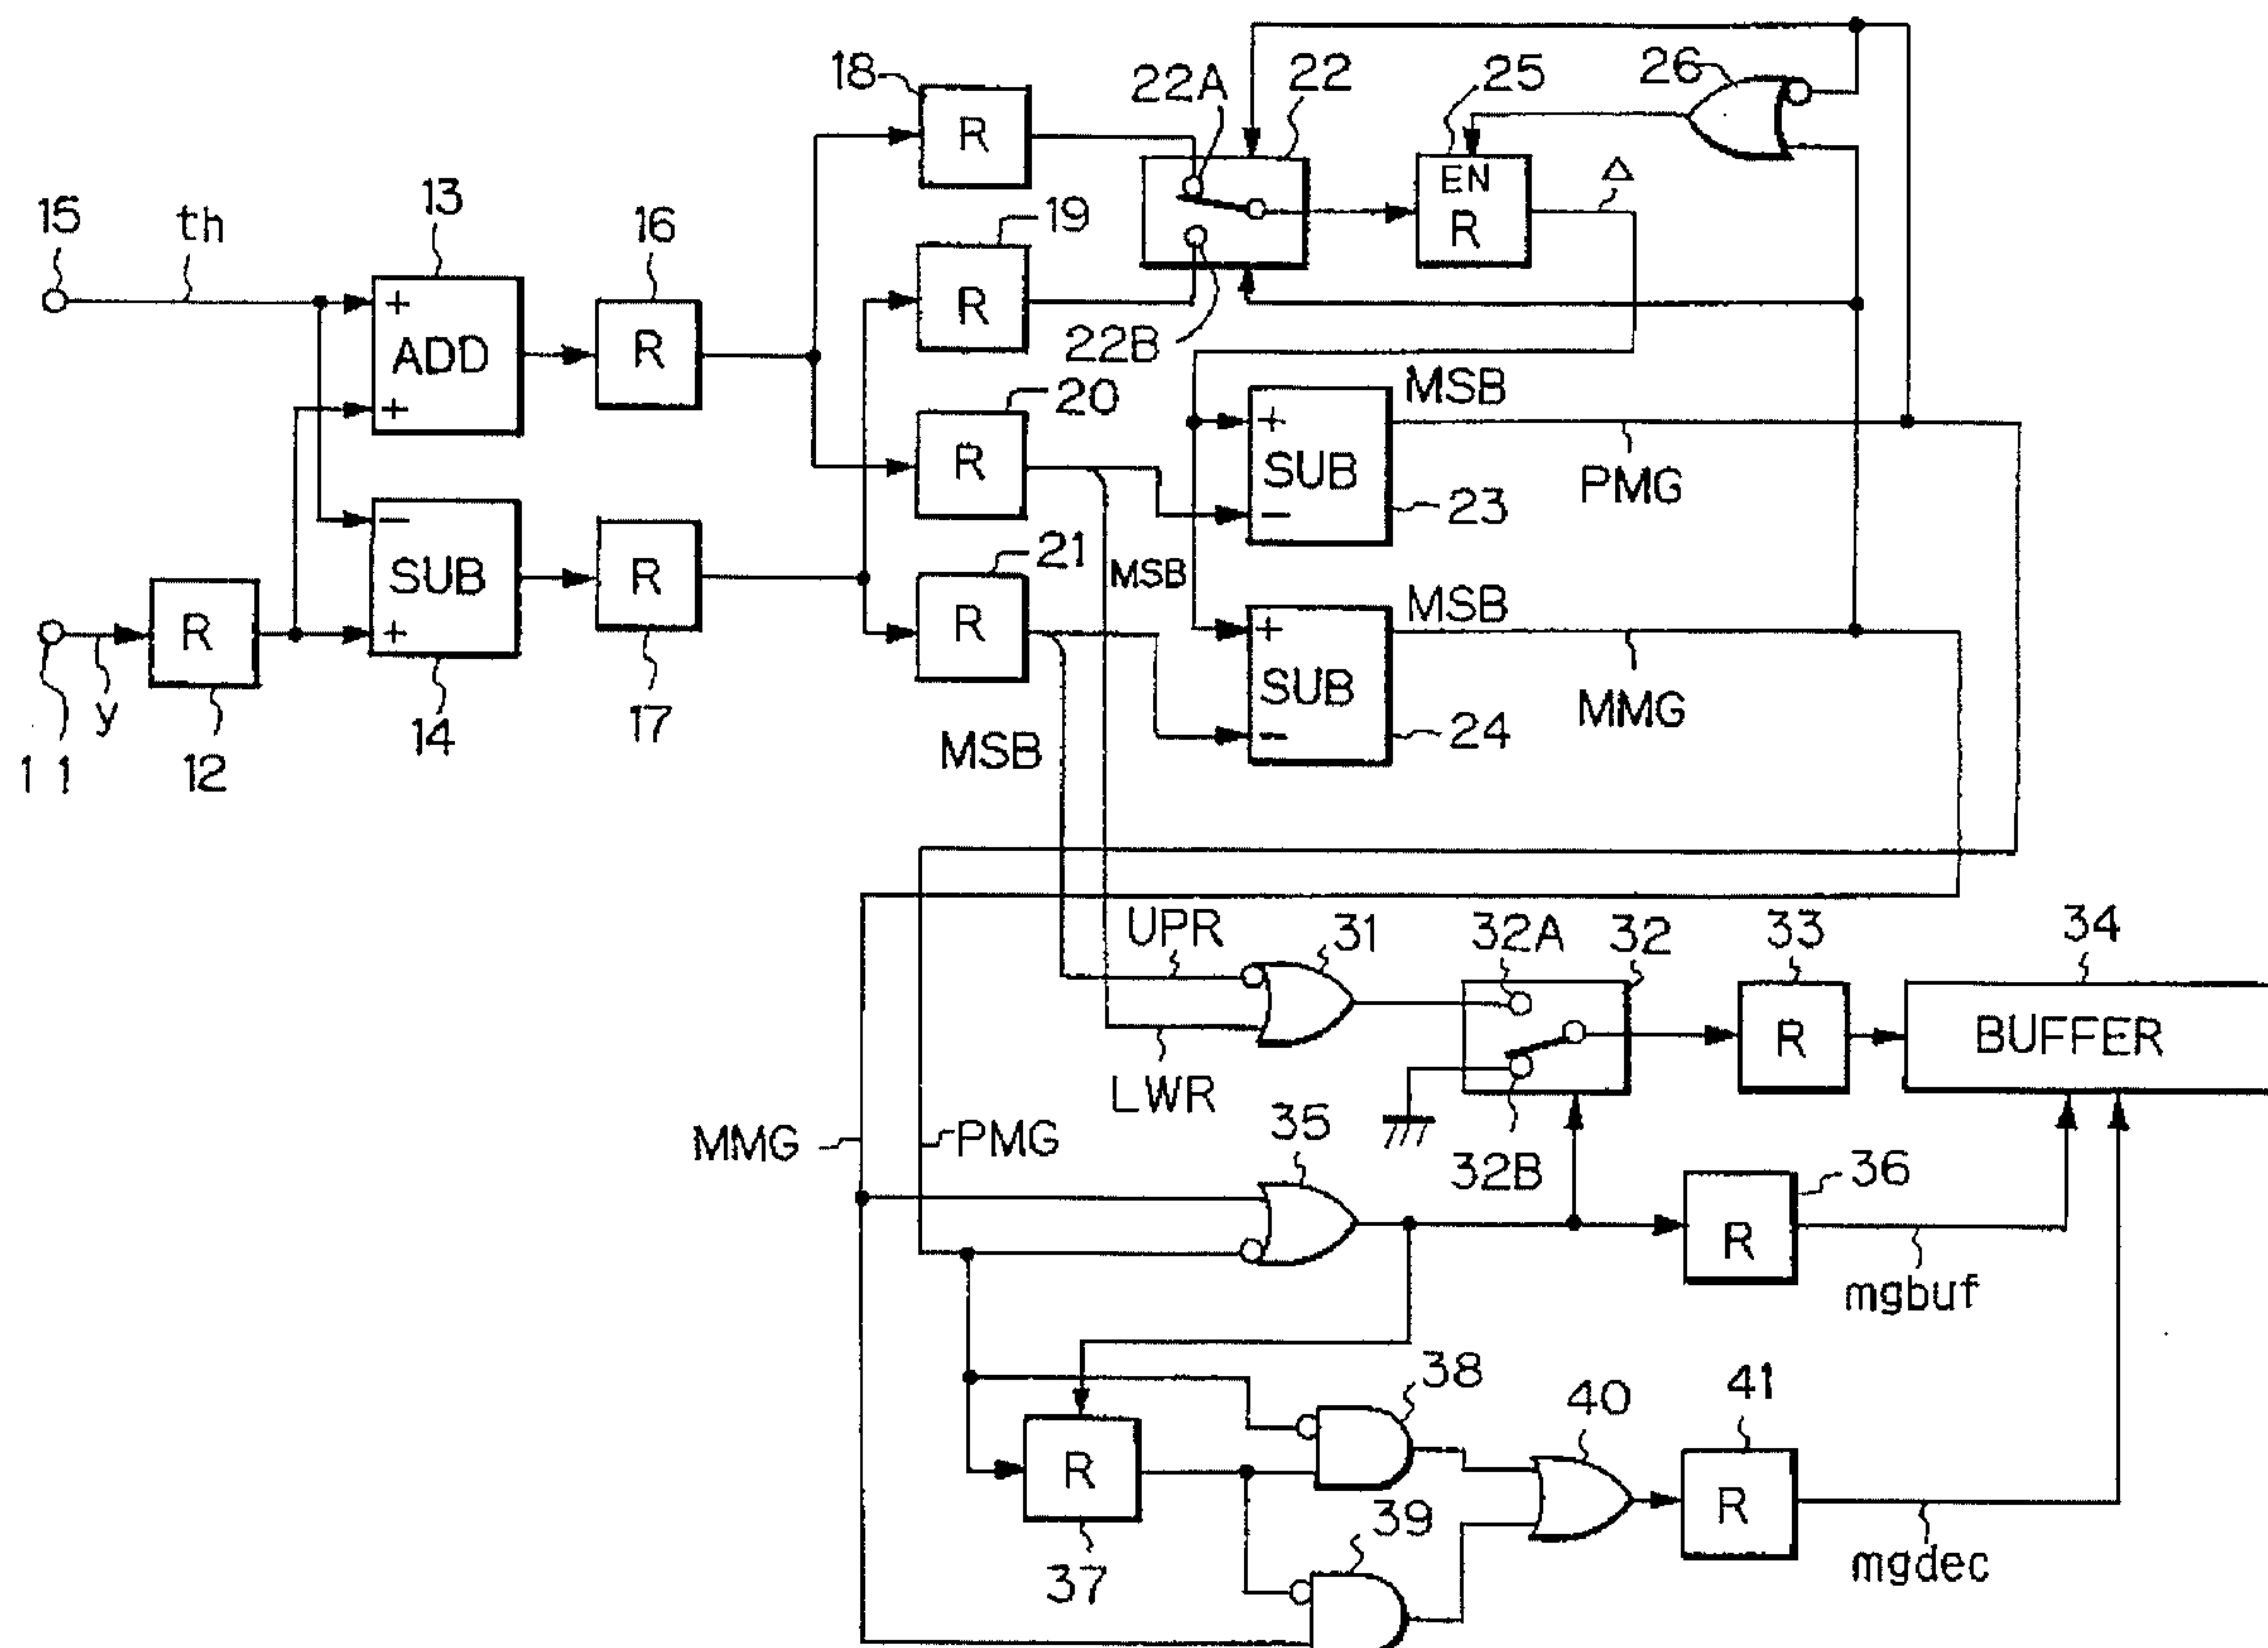 18
22A
22
25
26
R
EN
R
Δ
15
th
13
16
19
+
ADD
+
R
R
22B
20
MSB
+
SUB
−
PMG
23
R
−
SUB
+
R
21
MSB
R
MSB
+
SUB
−
MMG
24
11
y
R
12
14
17
MSB
UPR
31
32A
32
33
34
R
BUFFER
LWR
MMG
PMG
35
32B
36
R
mgbuf
38
40
41
R
37
39
R
mgdec